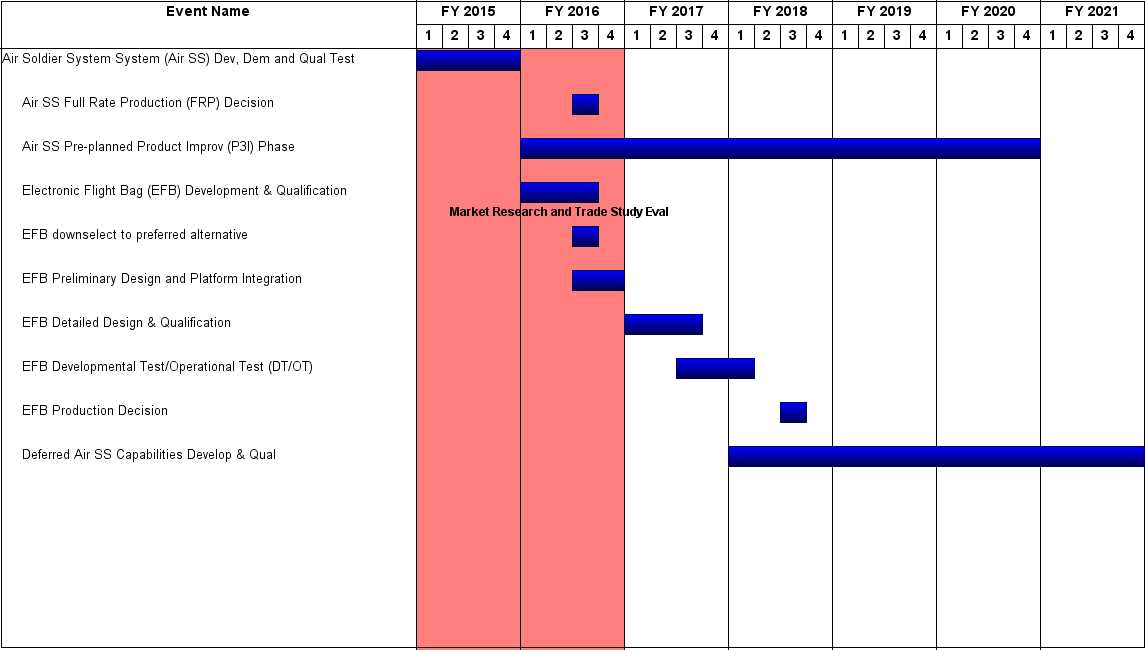 Event Name FY 2015 FY 2016 FY 2017 FY 2018 FY 2019 FY 2020 FY 2021
1 2 3 4 1 2 3 4 1 2 3 4 1 2 3 4 1 2 3 4 1 2 3 4 1 2 3 4
Air Soldier System System (Air SS) Dev, Dem and Qual Test
Air SS Full Rate Production (FRP) Decision
Air SS Pre-planned Product Improv (P3I) Phase
Electronic Flight Bag (EFB) Development & Qualification
Market Research and Trade Study Eval
EFB downselect to preferred alternative
EFB Preliminary Design and Platform Integration
EFB Detailed Design & Qualification
EFB Developmental Test/Operational Test (DT/OT)
EFB Production Decision
Deferred Air SS Capabilities Develop & Qual